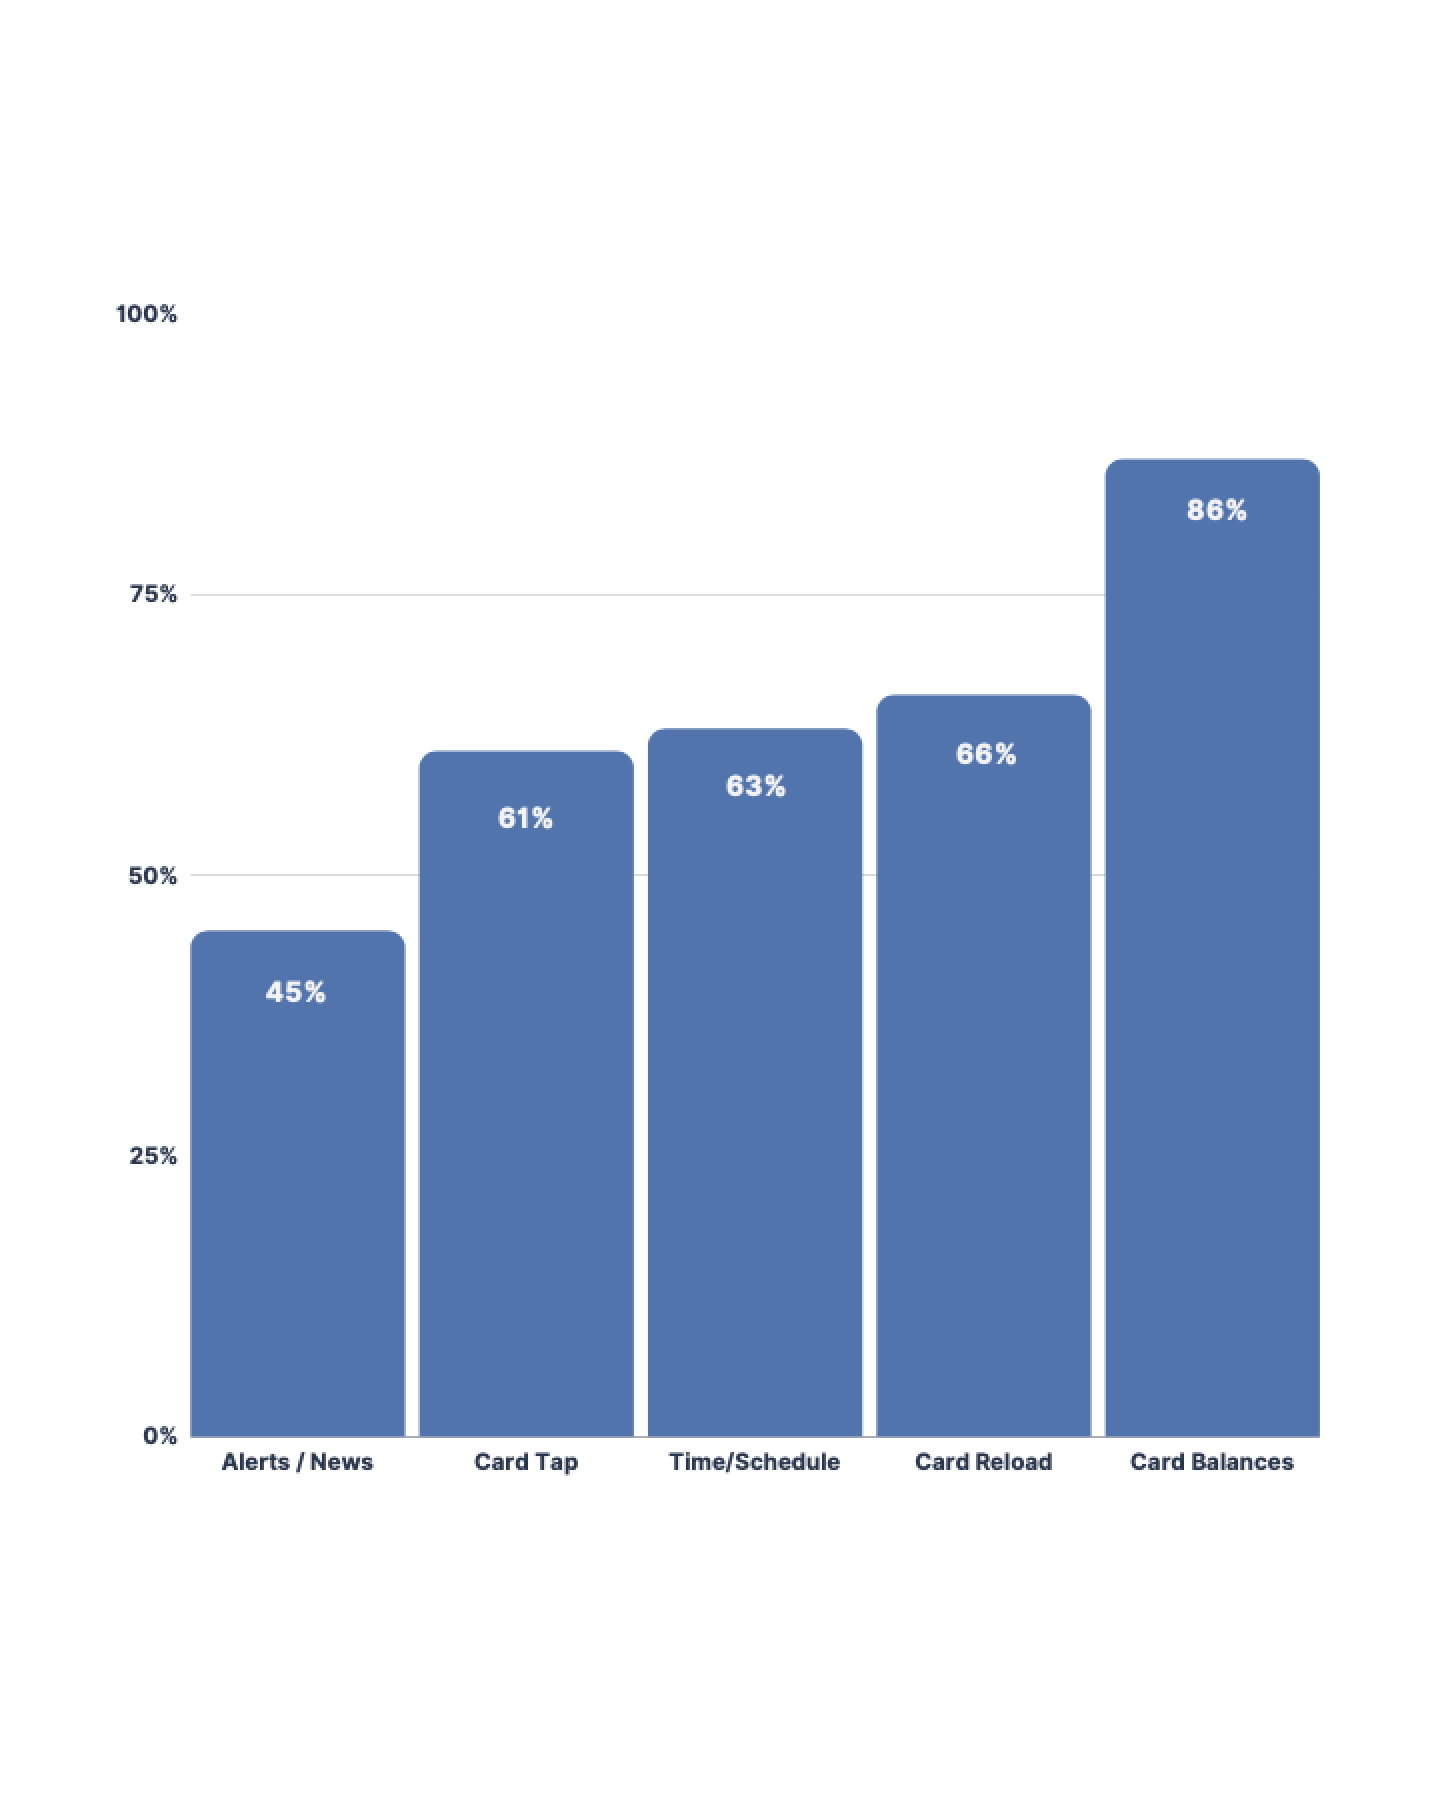 100%
86%
75%
66%
63%
61%
50%
45%
25%
0%
Alerts / News
Card Tap
Time/Schedule
Card Reload
Card Balances